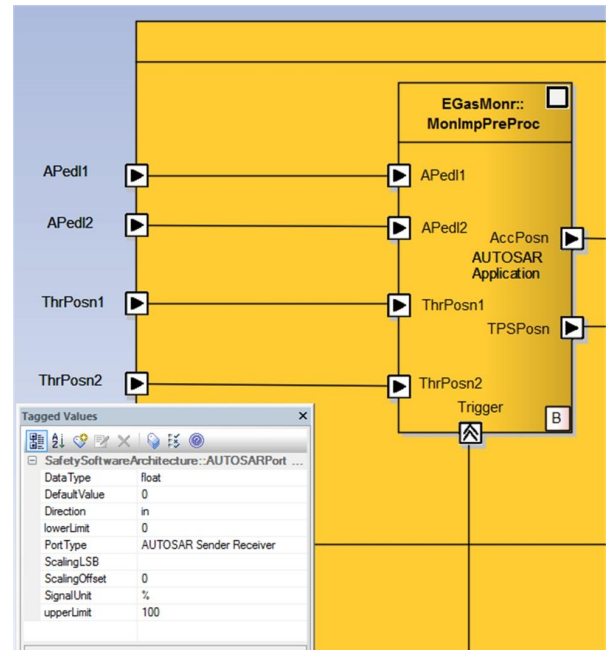 EGasMonr::
MonImpPreProc
APedl1
APedl1
APedl2
APedl2
AccPosn
AUTOSAR
Application
ThrPosn1
ThrPosn1
TPSPosn
ThrPosn2
ThrPosn2
Trigger
B
Tagged Values
SafetySoftwareArchitecture::AUTOSARPort ...
DataType float
DefaultValue 0
Direction in
lowerLimit 0
PortType AUTOSAR Sender Receiver
ScalingLSB
ScalingOffset 0
SignalUnit %
upperLimit 100